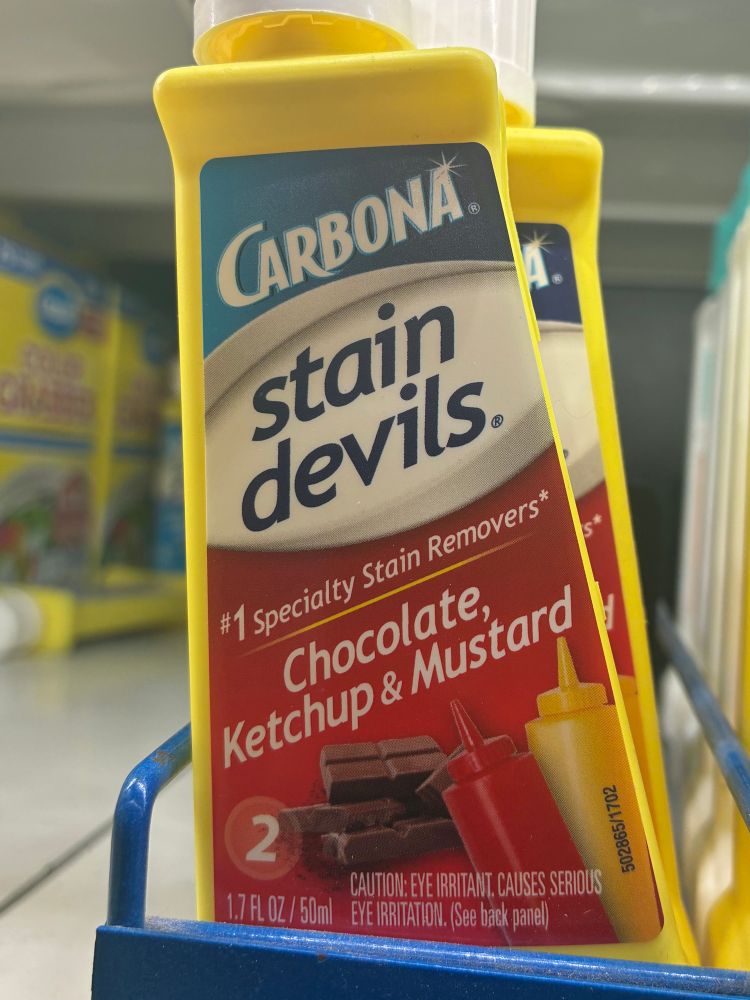 CARBONA®
stain
devils®
#1 Specialty Stain Removers*
Chocolate,
Ketchup & Mustard
2
1.7 FL OZ / 50ml
CAUTION: EYE IRRITANT, CAUSES SERIOUS
EYE IRRITATION. (See back panel)
502865/1702
A®
s*
d